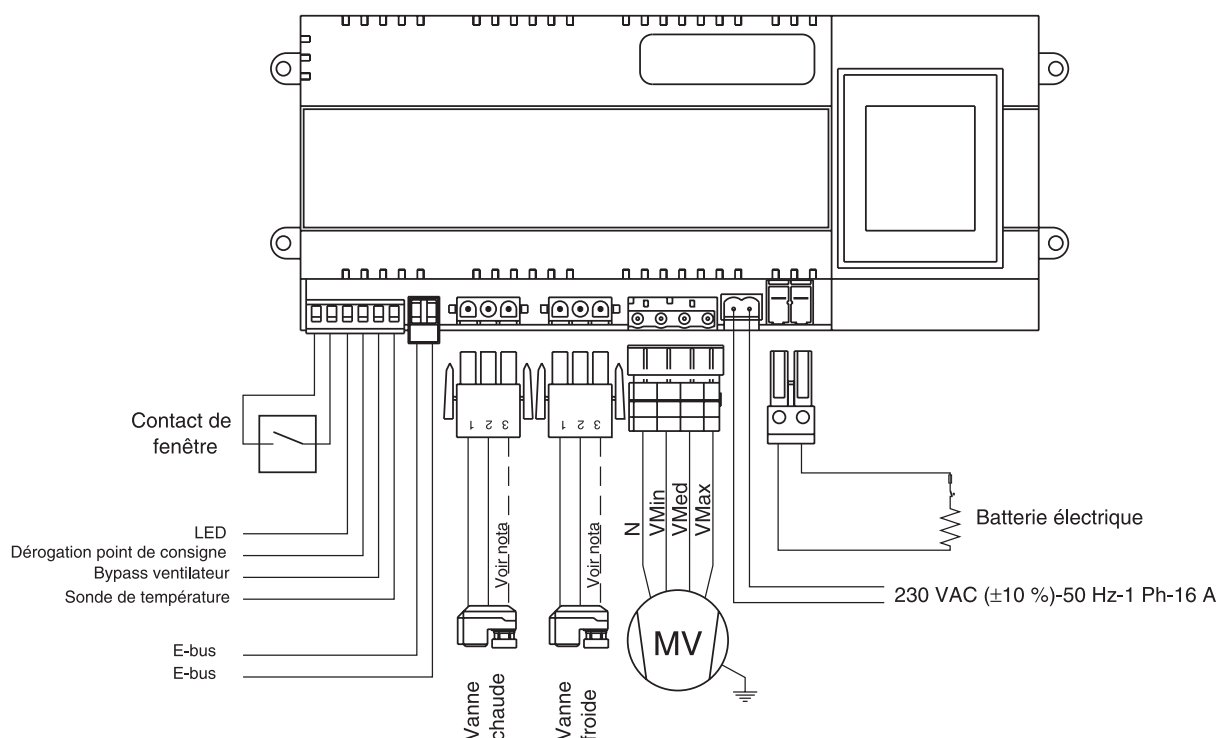 Contact de
fenêtre
LED
Dérogation point de consigne
Bypass ventilateur
Sonde de température
E-bus
E-bus
1 2 3
Voir nota
Vanne
chaude
1 2 3
Voir nota
Vanne
froide
N
VMin
VMed
VMax
MV
Batterie électrique
230 VAC (±10 %)-50 Hz-1 Ph-16 A